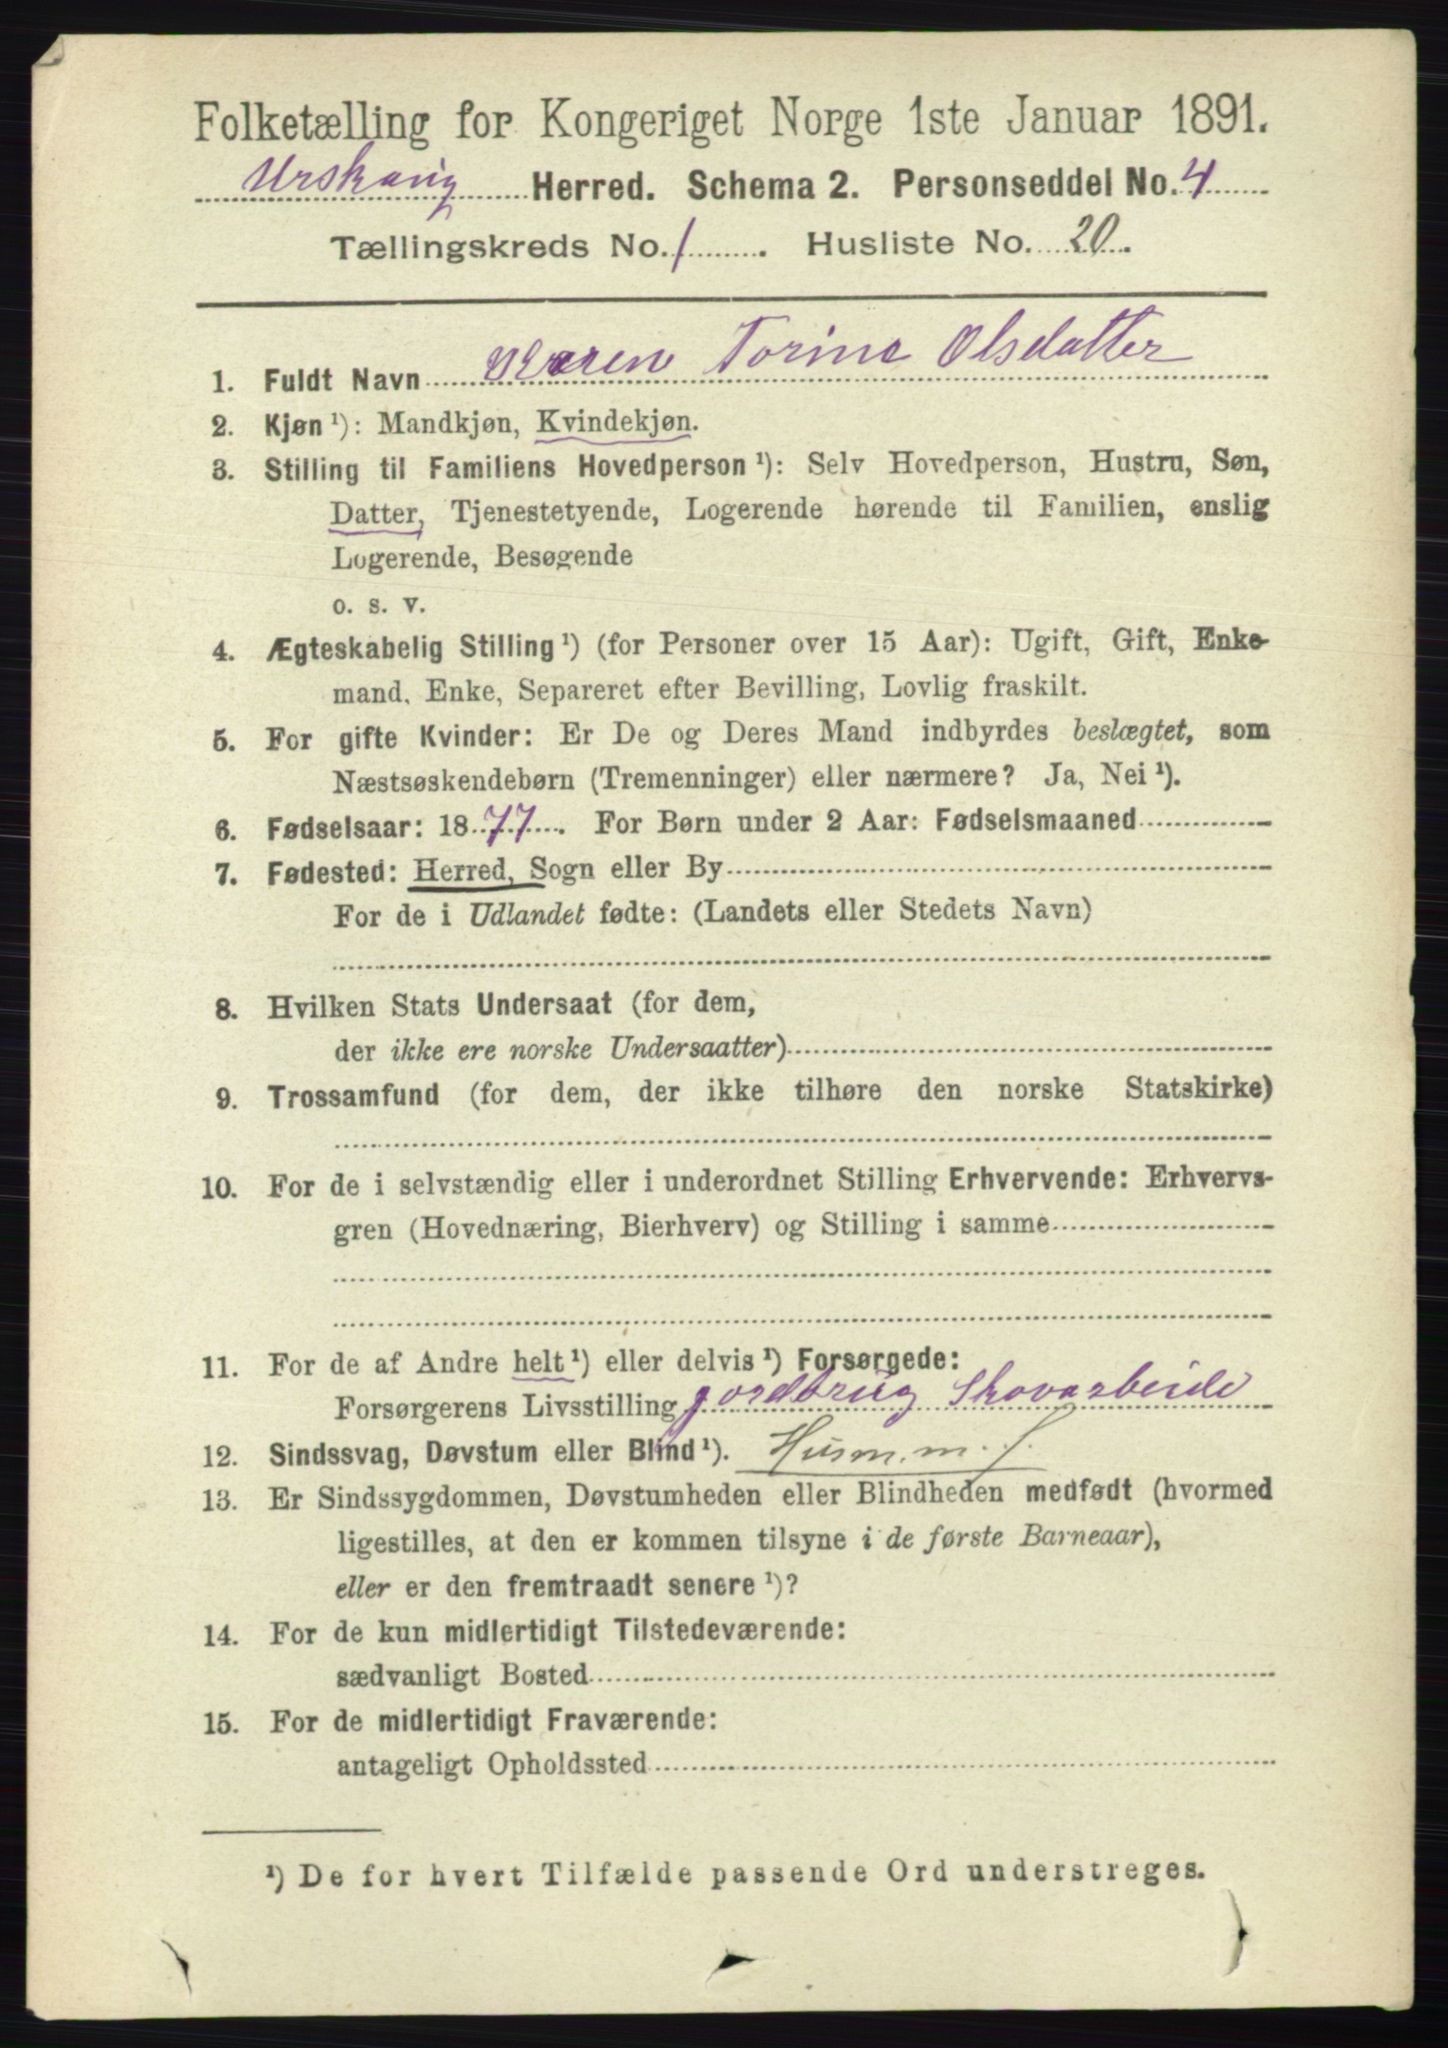 Folketælling for Kongeriget Norge 1ste Januar 1891.
Urskaug Herred. Schema 2. Personseddel No. 4
Tællingskreds No. 1. Husliste No. 20.
1. Fuldt Navn Karen Torine Olsdatter
2. Kjøn ¹): Mandkjøn, Kvindekjøn.
3. Stilling til Familiens Hovedperson ¹): Selv Hovedperson, Hustru, Søn,
Datter, Tjenestetyende, Logerende hørende til Familien, enslig
Logerende, Besøgende
o. s. v.
4. Ægteskabelig Stilling ¹) (for Personer over 15 Aar): Ugift, Gift, Enke-
mand, Enke, Separeret efter Bevilling, Lovlig fraskilt.
5. For gifte Kvinder: Er De og Deres Mand indbyrdes beslægtet, som
Næstsøskendebørn (Tremenninger) eller nærmere? Ja, Nei ¹).
6. Fødselsaar: 1877. For Børn under 2 Aar: Fødselsmaaned
7. Fødested: Herred, Sogn eller By
For de i Udlandet fødte: (Landets eller Stedets Navn)
8. Hvilken Stats Undersaat (for dem,
der ikke ere norske Undersaatter)
9. Trossamfund (for dem, der ikke tilhøre den norske Statskirke)
10. For de i selvstændig eller i underordnet Stilling Erhvervende: Erhvervs-
gren (Hovednæring, Bierhverv) og Stilling i samme
11. For de af Andre helt ¹) eller delvis ¹) Forsørgede:
Forsørgerens Livsstilling jordbrug Skovarbeide
12. Sindssvag, Døvstum eller Blind ¹). Husm. m. J.
13. Er Sindssygdommen, Døvstumheden eller Blindheden medfødt (hvormed
ligestilles, at den er kommen tilsyne i de første Barneaar),
eller er den fremtraadt senere ¹)?
14. For de kun midlertidigt Tilstedeværende:
sædvanligt Bosted
15. For de midlertidigt Fraværende:
antageligt Opholdssted
¹) De for hvert Tilfælde passende Ord understreges.